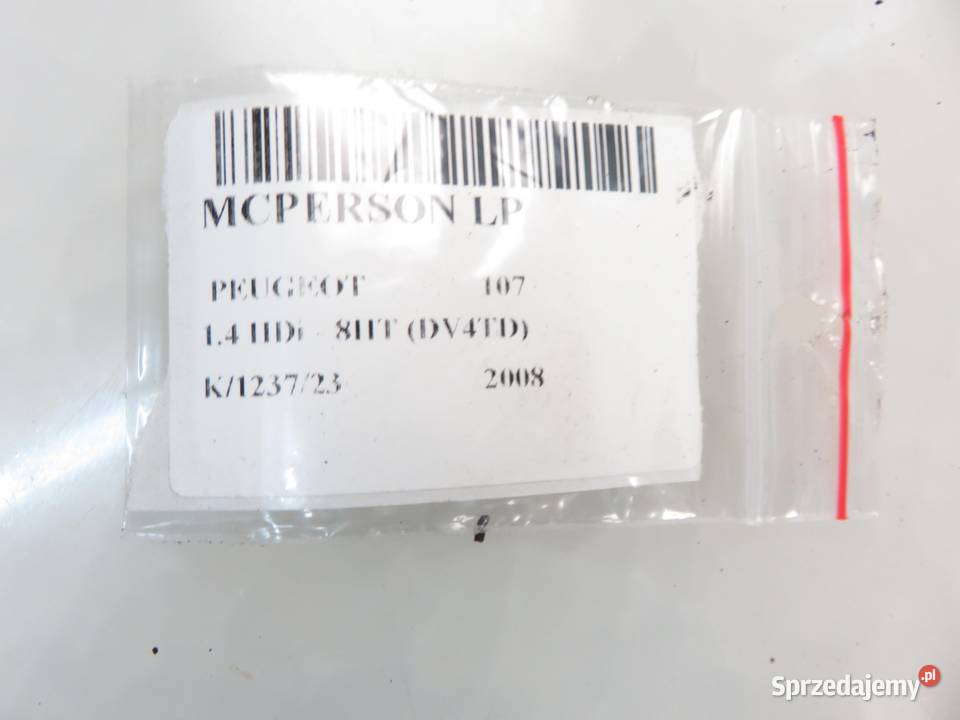 MCPERSON LP
PEUGEOT 107
1.4 HDi - 8HT (DV4TD)
K/1237/23 2008
Sprzedajemy.pl